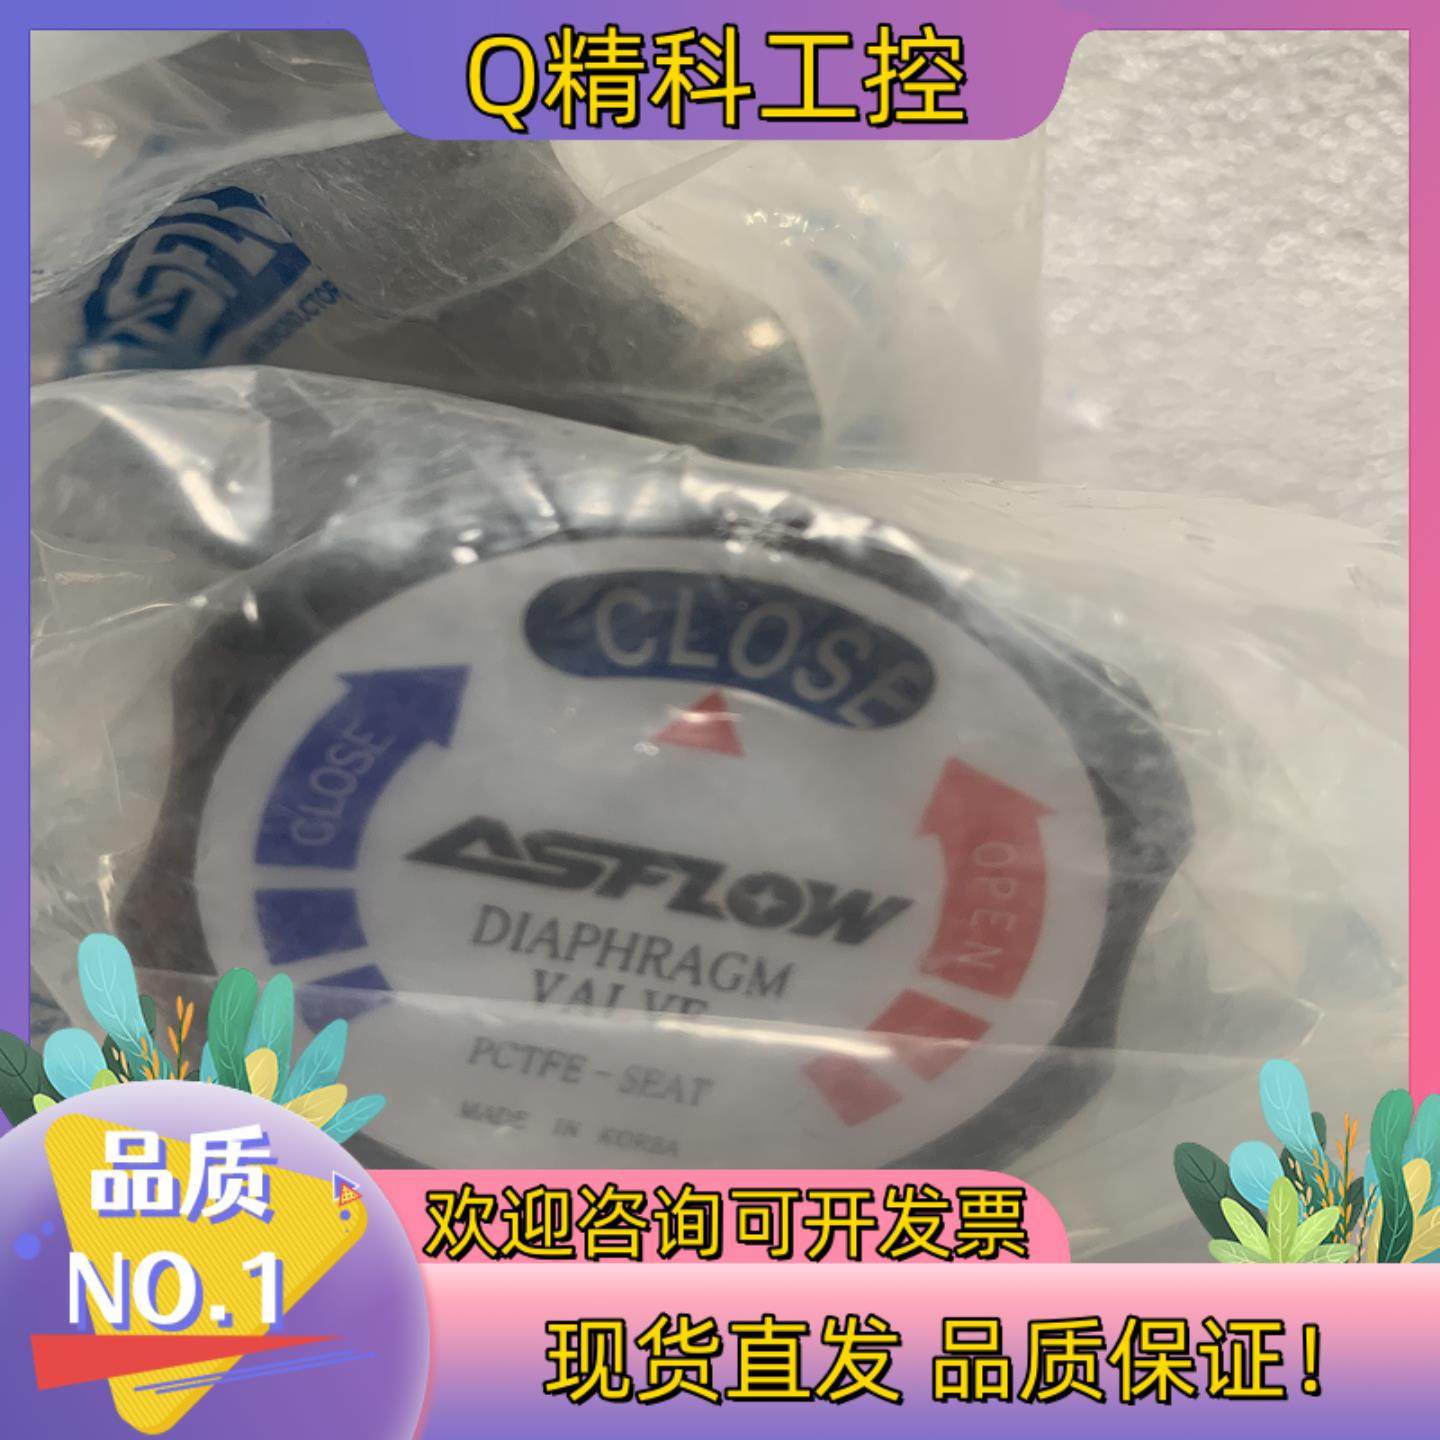 Q精科工控
CLOSE
CLOSE
OPEN
ASFLOW
DIAPHRAGM
VALVE
PCTFE-SEAT
MADE IN KOREA
品质
NO.1
欢迎咨询可开发票
现货直发 品质保证!